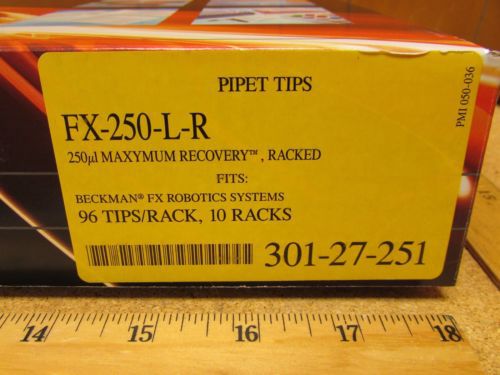 PIPET TIPS
FX-250-L-R
250µl MAXYMUM RECOVERY™, RACKED
FITS:
BECKMAN® FX ROBOTICS SYSTEMS
96 TIPS/RACK, 10 RACKS
301-27-251
PMI 050-036
14 15 16 17 18